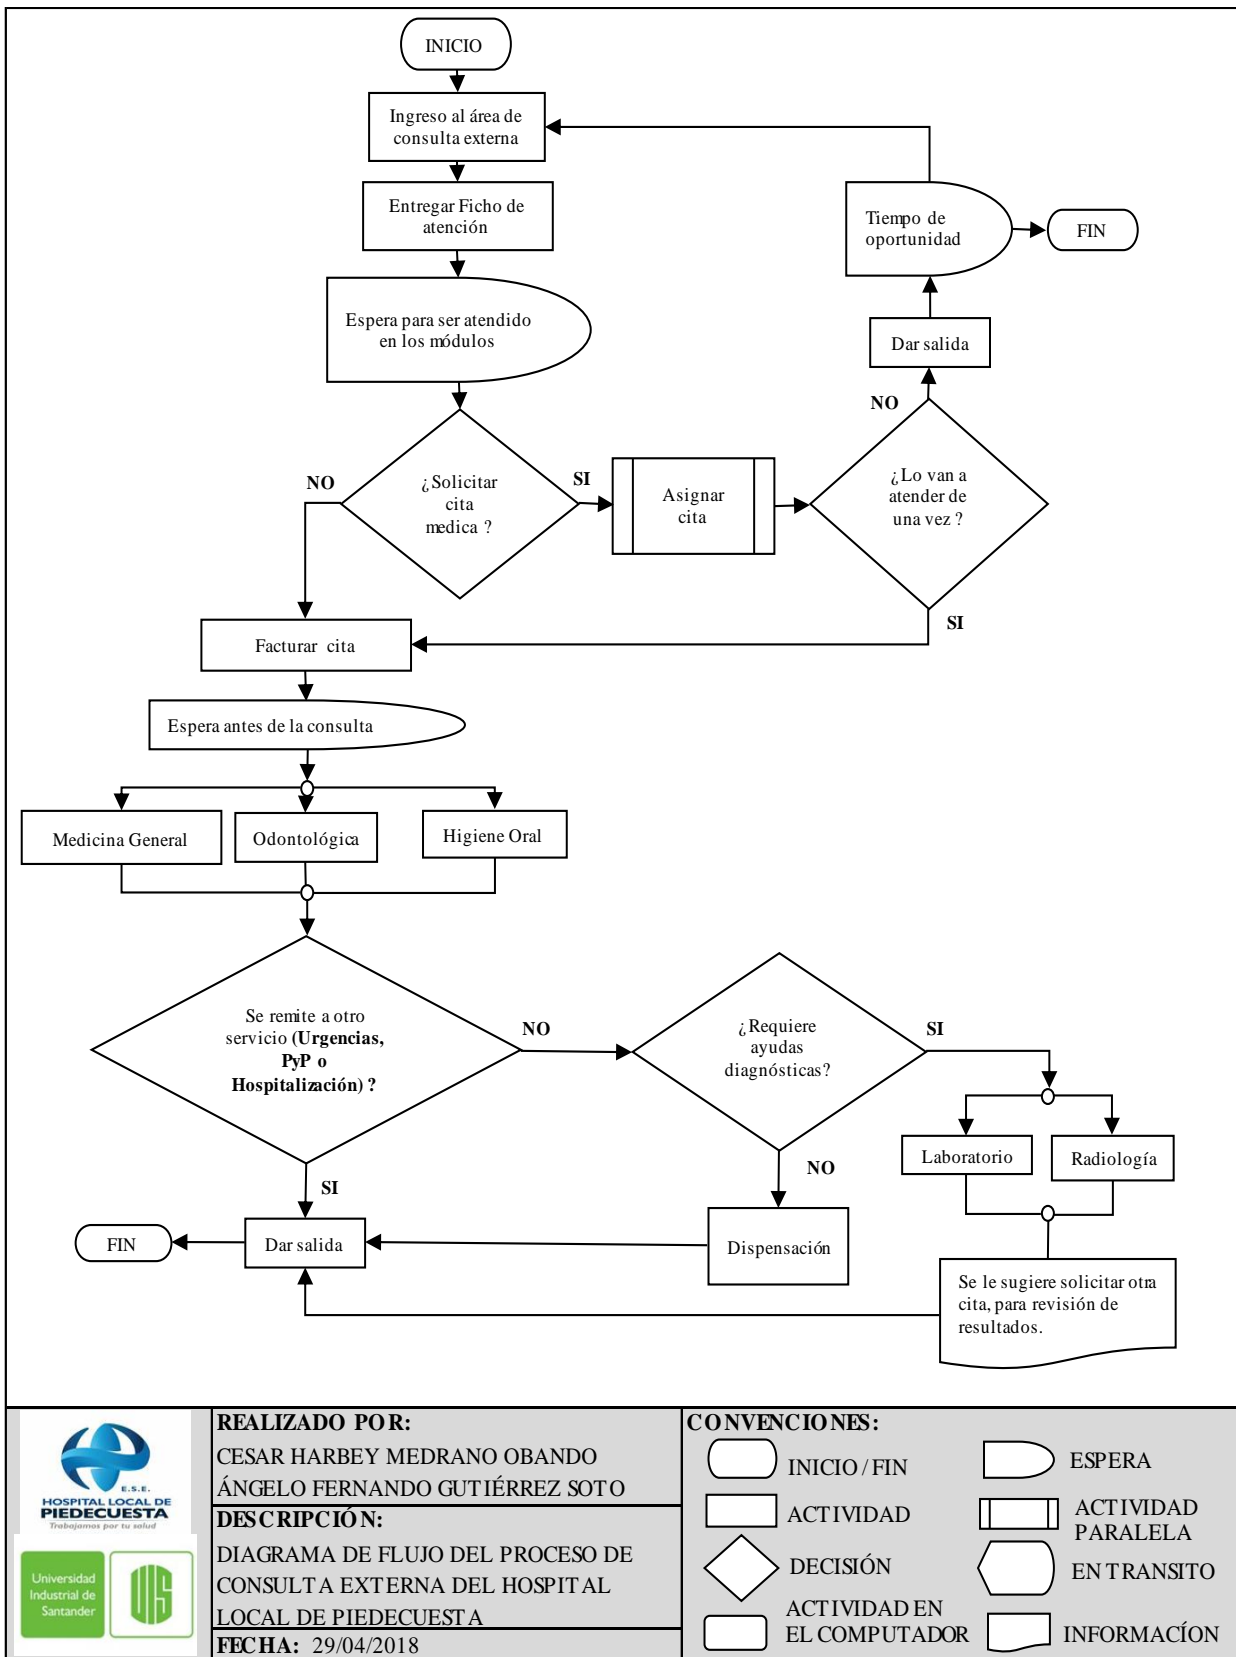 INICIO
Ingreso al área de
consulta externa
Entregar Ficho de
atención
Tiempo de
oportunidad
FIN
Espera para ser atendido
en los módulos
Dar salida
NO
¿Solicitar
cita
medica ?
NO
SI
Asignar
cita
¿Lo van a
atender de
una vez ?
SI
Facturar cita
Espera antes de la consulta
Medicina General
Odontológica
Higiene Oral
Se remite a otro
servicio (Urgencias,
PyP o
Hospitalización) ?
NO
¿Requiere
ayudas
diagnósticas?
SI
Laboratorio
Radiología
NO
SI
FIN
Dar salida
Dispensación
Se le sugiere solicitar otra
cita, para revisión de
resultados.
E.S.E.
HOSPITAL LOCAL DE
PIEDECUESTA
Trabajamos por tu salud
Universidad
Industrial de
Santander
UIS
REALIZADO POR:
CESAR HARBEY MEDRANO OBANDO
ÁNGELO FERNANDO GUTIÉRREZ SOTO
DESCRIPCIÓN:
DIAGRAMA DE FLUJO DEL PROCESO DE
CONSULTA EXTERNA DEL HOSPITAL
LOCAL DE PIEDECUESTA
FECHA: 29/04/2018
CONVENCIONES:
INICIO / FIN
ESPERA
ACTIVIDAD
ACTIVIDAD
PARALELA
DECISIÓN
EN TRANSITO
ACTIVIDAD EN
EL COMPUTADOR
INFORMACÍON